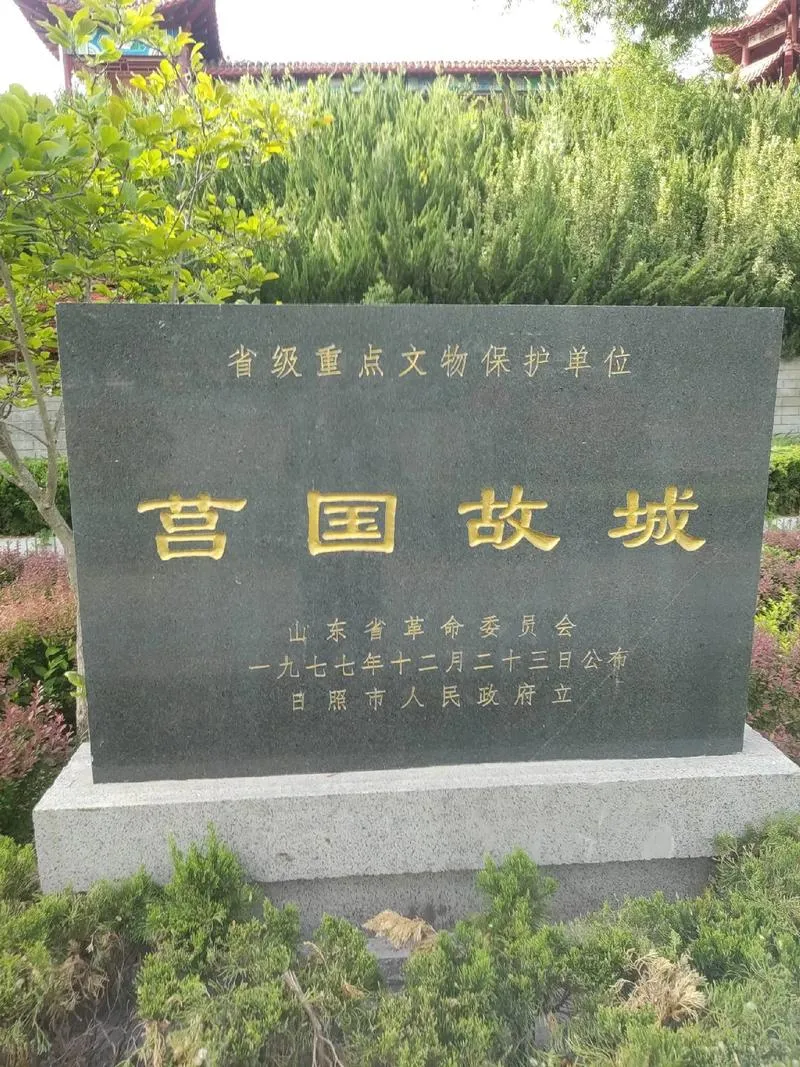 省级重点文物保护单位
莒国故城
山东省革命委员会
一九七七年十二月二十三日公布
日照市人民政府立